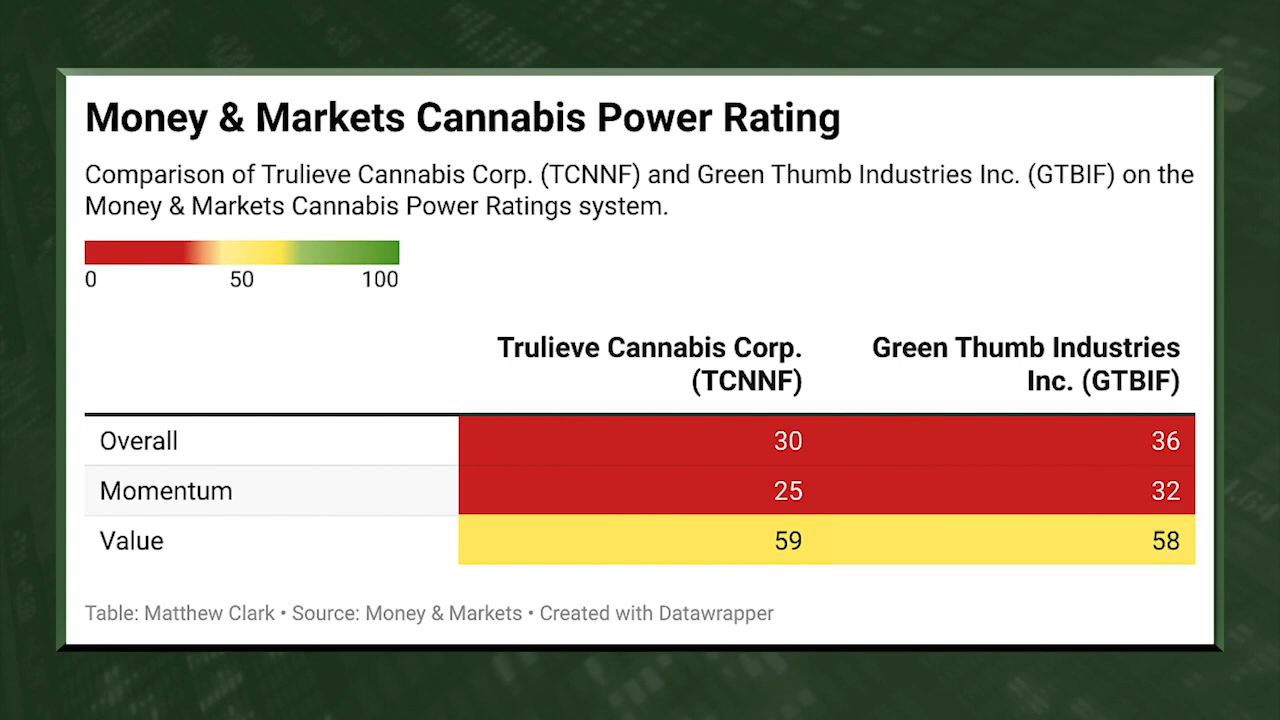 Money & Markets Cannabis Power Rating
Comparison of Trulieve Cannabis Corp. (TCNNF) and Green Thumb Industries Inc. (GTBIF) on the
Money & Markets Cannabis Power Ratings system.
0 50 100
Trulieve Cannabis Corp. Green Thumb Industries
(TCNNF) Inc. (GTBIF)
Overall 30 36
Momentum 25 32
Value 59 58
Table: Matthew Clark • Source: Money & Markets • Created with Datawrapper